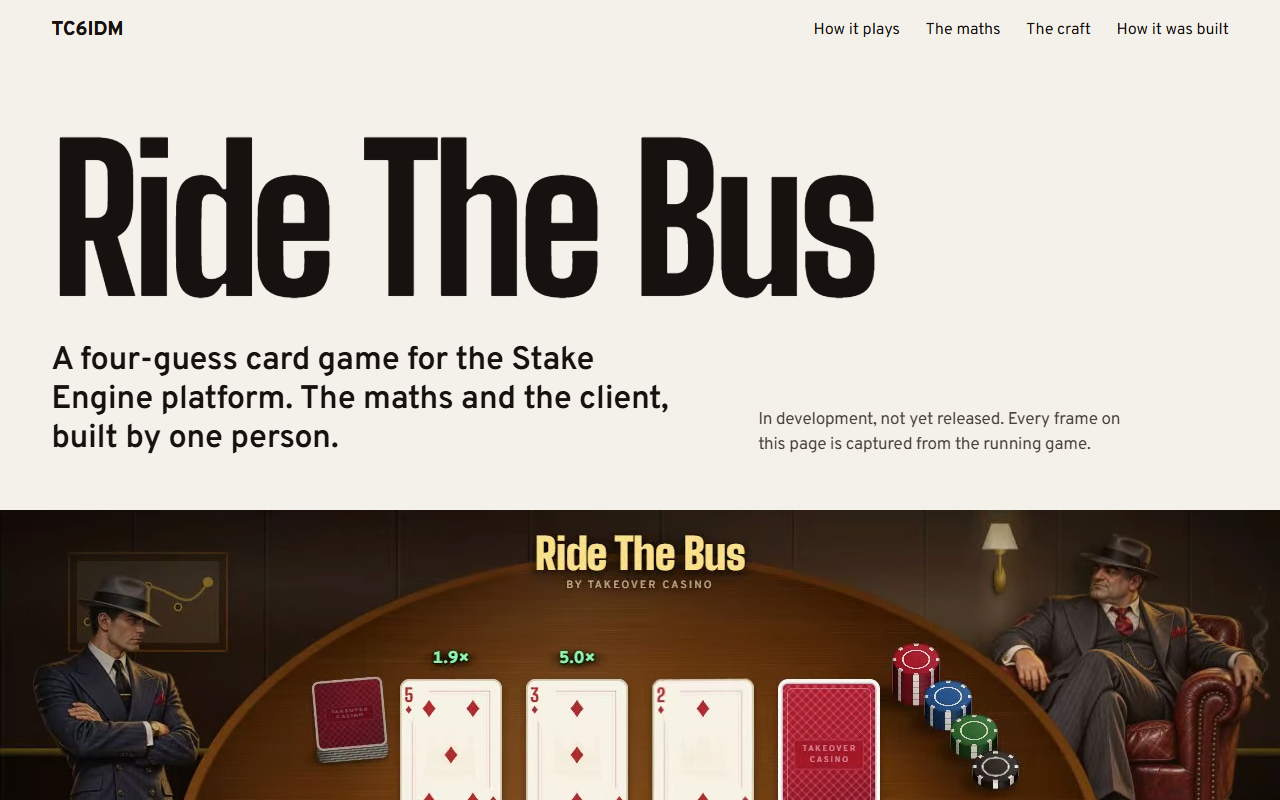 TC6IDM
How it plays
The maths
The craft
How it was built
Ride The Bus
A four-guess card game for the Stake
Engine platform. The maths and the client,
built by one person.
In development, not yet released. Every frame on
this page is captured from the running game.
Ride The Bus
BY TAKEOVER CASINO
1.9×
5.0×
TAKEOVER
CASINO
5
3
2
TAKEOVER
CASINO